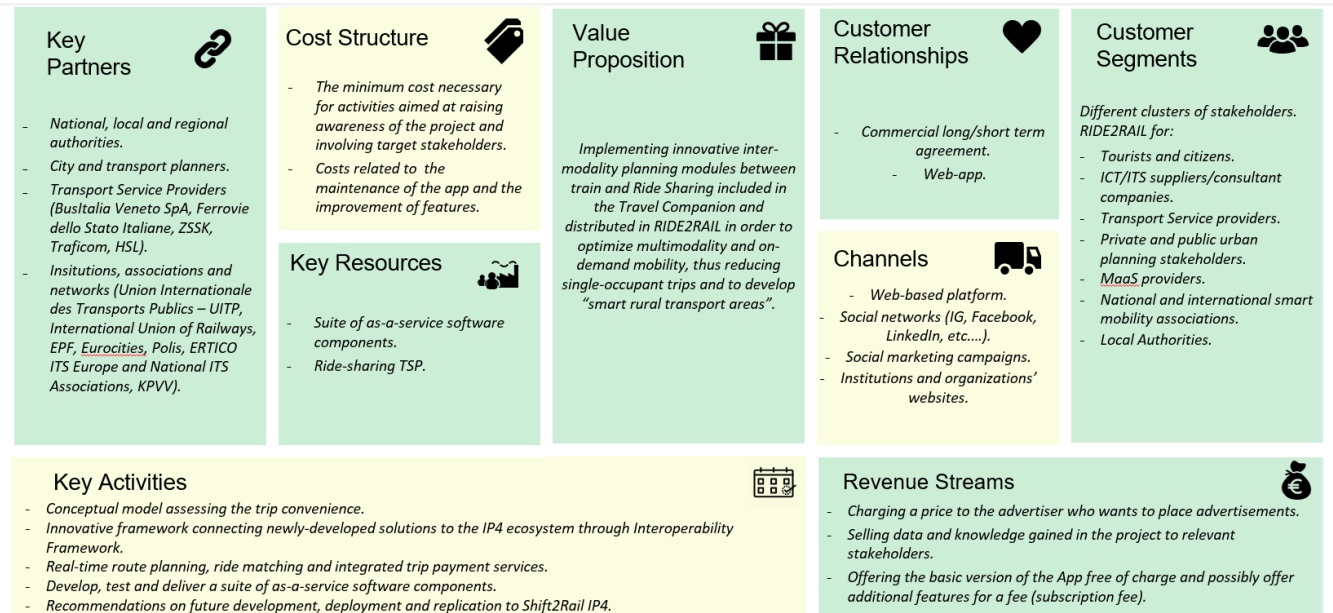 Key
Partners
- National, local and regional
authorities.
- City and transport planners.
- Transport Service Providers
(BusItalia Veneto SpA, Ferrovie
dello Stato Italiane, ZSSK,
Traficom, HSL).
- Insitutions, associations and
networks (Union Internationale
des Transports Publics – UITP,
International Union of Railways,
EPF, Eurocities, Polis, ERTICO
ITS Europe and National ITS
Associations, KPVV).
Cost Structure
- The minimum cost necessary
for activities aimed at raising
awareness of the project and
involving target stakeholders.
- Costs related to the
maintenance of the app and the
improvement of features.
Key Resources
- Suite of as-a-service software
components.
- Ride-sharing TSP.
Value
Proposition
Implementing innovative inter-
modality planning modules between
train and Ride Sharing included in
the Travel Companion and
distributed in RIDE2RAIL in order to
optimize multimodality and on-
demand mobility, thus reducing
single-occupant trips and to develop
“smart rural transport areas”.
Customer
Relationships
- Commercial long/short term
agreement.
- Web-app.
Channels
- Web-based platform.
- Social networks (IG, Facebook,
LinkedIn, etc....).
- Social marketing campaigns.
- Institutions and organizations’
websites.
Customer
Segments
Different clusters of stakeholders.
RIDE2RAIL for:
- Tourists and citizens.
- ICT/ITS suppliers/consultant
companies.
- Transport Service providers.
- Private and public urban
planning stakeholders.
- MaaS providers.
- National and international smart
mobility associations.
- Local Authorities.
Key Activities
- Conceptual model assessing the trip convenience.
- Innovative framework connecting newly-developed solutions to the IP4 ecosystem through Interoperability
Framework.
- Real-time route planning, ride matching and integrated trip payment services.
- Develop, test and deliver a suite of as-a-service software components.
- Recommendations on future development, deployment and replication to Shift2Rail IP4.
Revenue Streams
- Charging a price to the advertiser who wants to place advertisements.
- Selling data and knowledge gained in the project to relevant
stakeholders.
- Offering the basic version of the App free of charge and possibly offer
additional features for a fee (subscription fee).